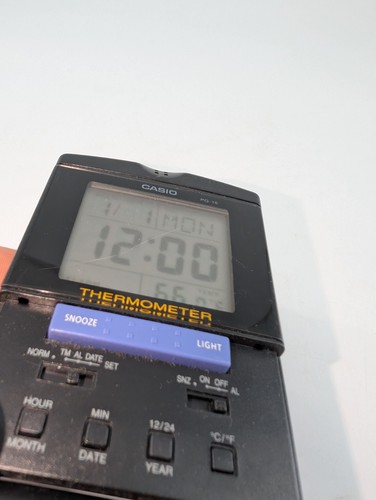 CASIO
1/ 1 MON
12:00
THERMOMETER
SNOOZE LIGHT
NORM. TM AL DATE SET
SNZ. ON OFF AL
HOUR MIN 12/24 °C/°F
MONTH DATE YEAR